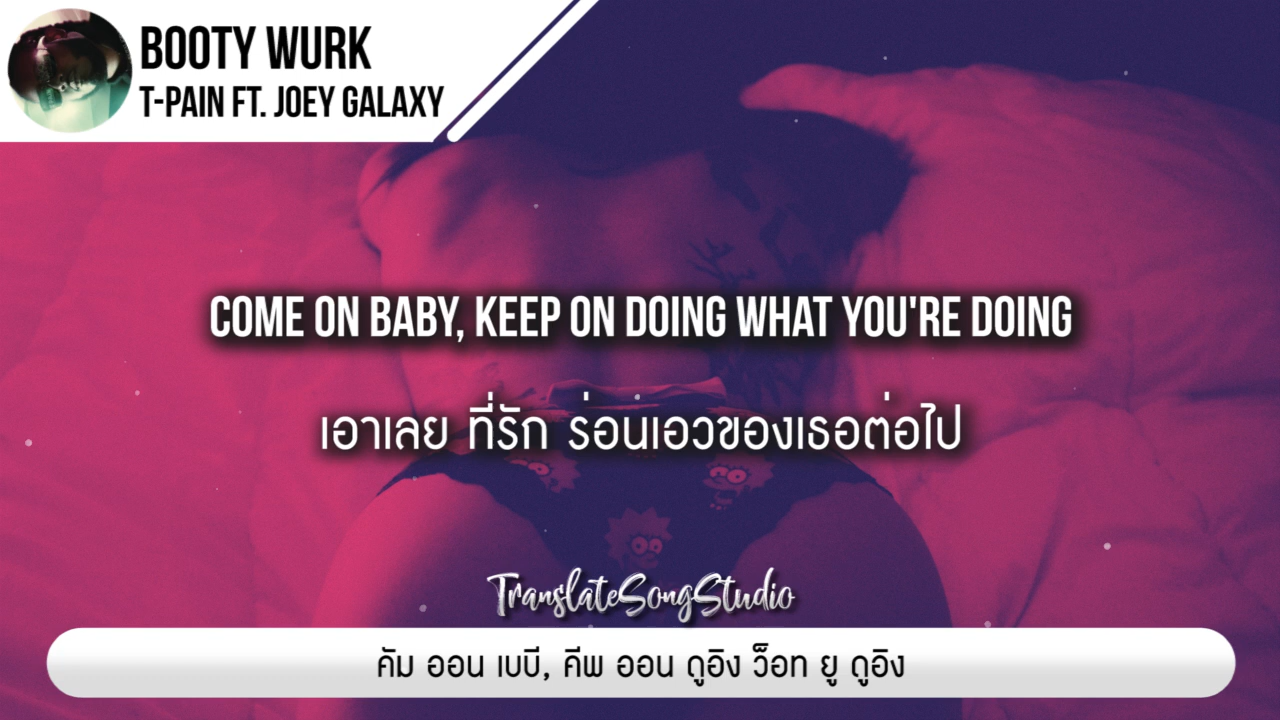 BOOTY WURK
T-PAIN FT. JOEY GALAXY
COME ON BABY, KEEP ON DOING WHAT YOU'RE DOING
เอาเลย ที่รัก ร่อนเอวของเธอต่อไป
TranslateSongStudio
คัม ออน เบบี, คีพ ออน ดูอิง ว็อท ยู ดูอิง